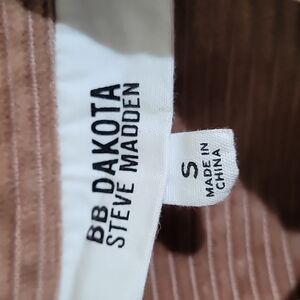 BB DAKOTA
STEVE MADDEN
S
MADE IN
CHINA